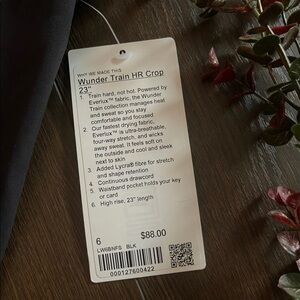 WHY WE MADE THIS
Wunder Train HR Crop
23"
1. Train hard, not hot. Powered by
Everlux™ fabric, the Wunder
Train collection manages heat
and sweat so you stay
comfortable and focused
2. Our fastest drying fabric,
Everlux™ is ultra-breathable,
four-way stretch, and wicks
away sweat. It feels soft on
the outside and cool and sleek
next to skin
3. Added Lycra® fibre for stretch
and shape retention
4. Continuous drawcord
5. Waistband pocket holds your key
or card
6. High rise, 23" length
6 $88.00
LW6BNFS BLK
000127600422